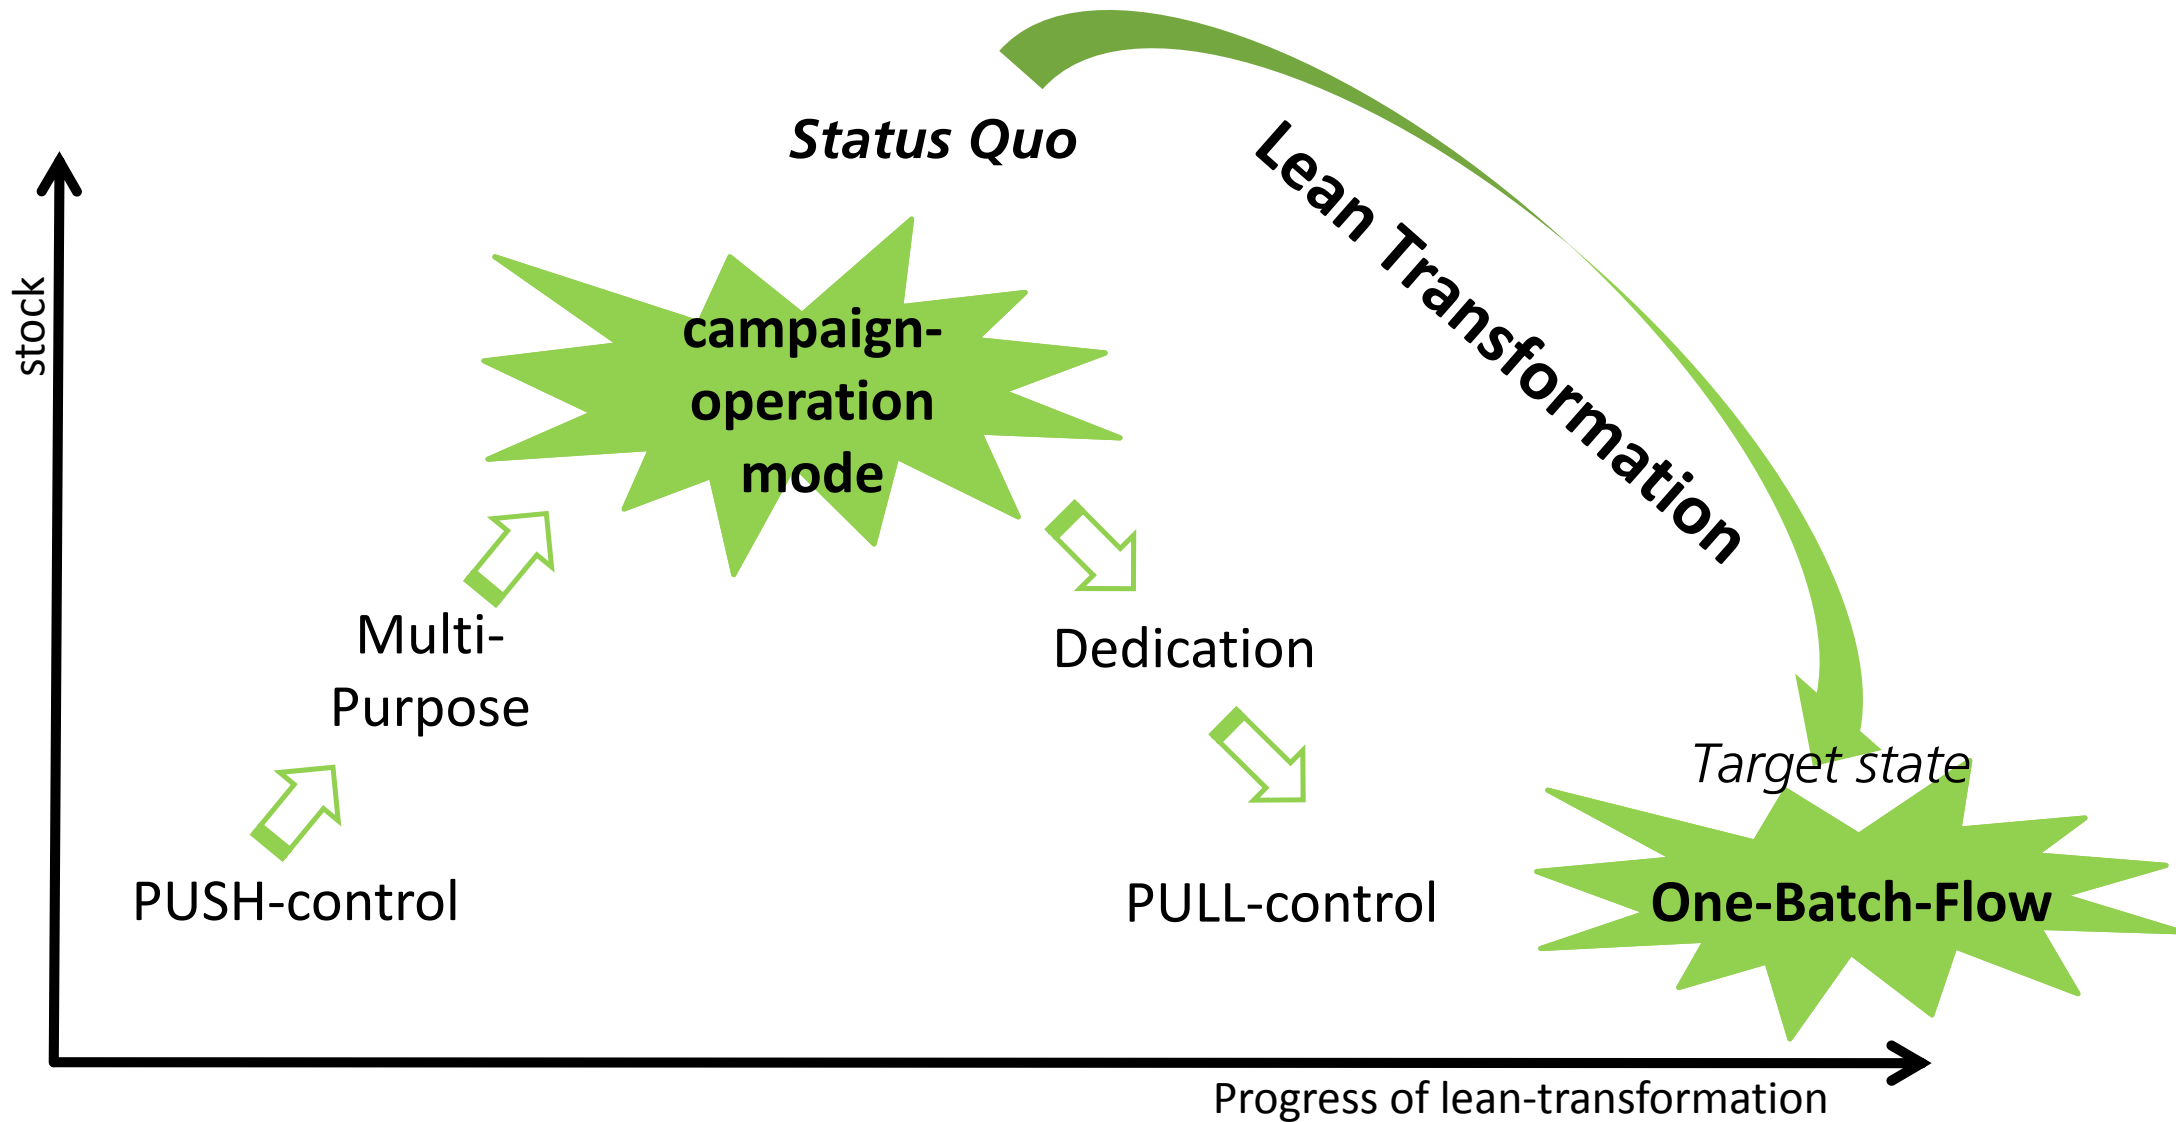 Status Quo
Lean Transformation
stock
campaign-
operation
mode
Multi-
Purpose
Dedication
Target state
PUSH-control
PULL-control
One-Batch-Flow
Progress of lean-transformation